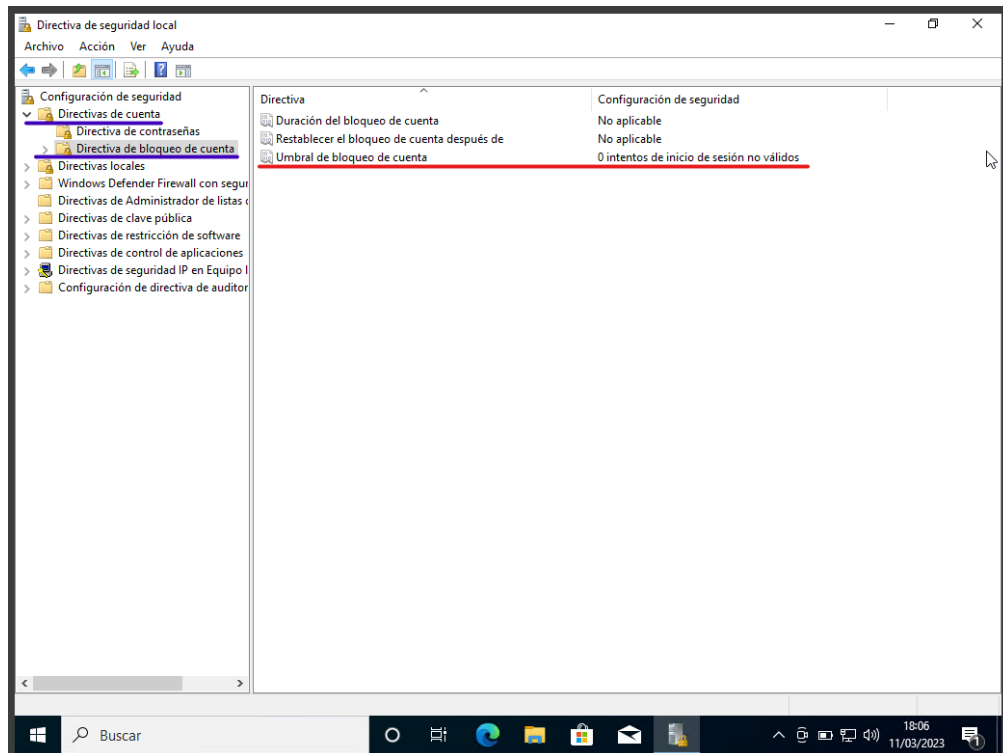 Directiva de seguridad local
Archivo Acción Ver Ayuda
Configuración de seguridad
Directivas de cuenta
Directiva de contraseñas
Directiva de bloqueo de cuenta
Directivas locales
Windows Defender Firewall con segur
Directivas de Administrador de listas
Directivas de clave pública
Directivas de restricción de software
Directivas de control de aplicaciones
Directivas de seguridad IP en Equipo
Configuración de directiva de auditor
Directiva Configuración de seguridad
Duración del bloqueo de cuenta No aplicable
Restablecer el bloqueo de cuenta después de No aplicable
Umbral de bloqueo de cuenta 0 intentos de inicio de sesión no válidos
Buscar
18:06
11/03/2023
1